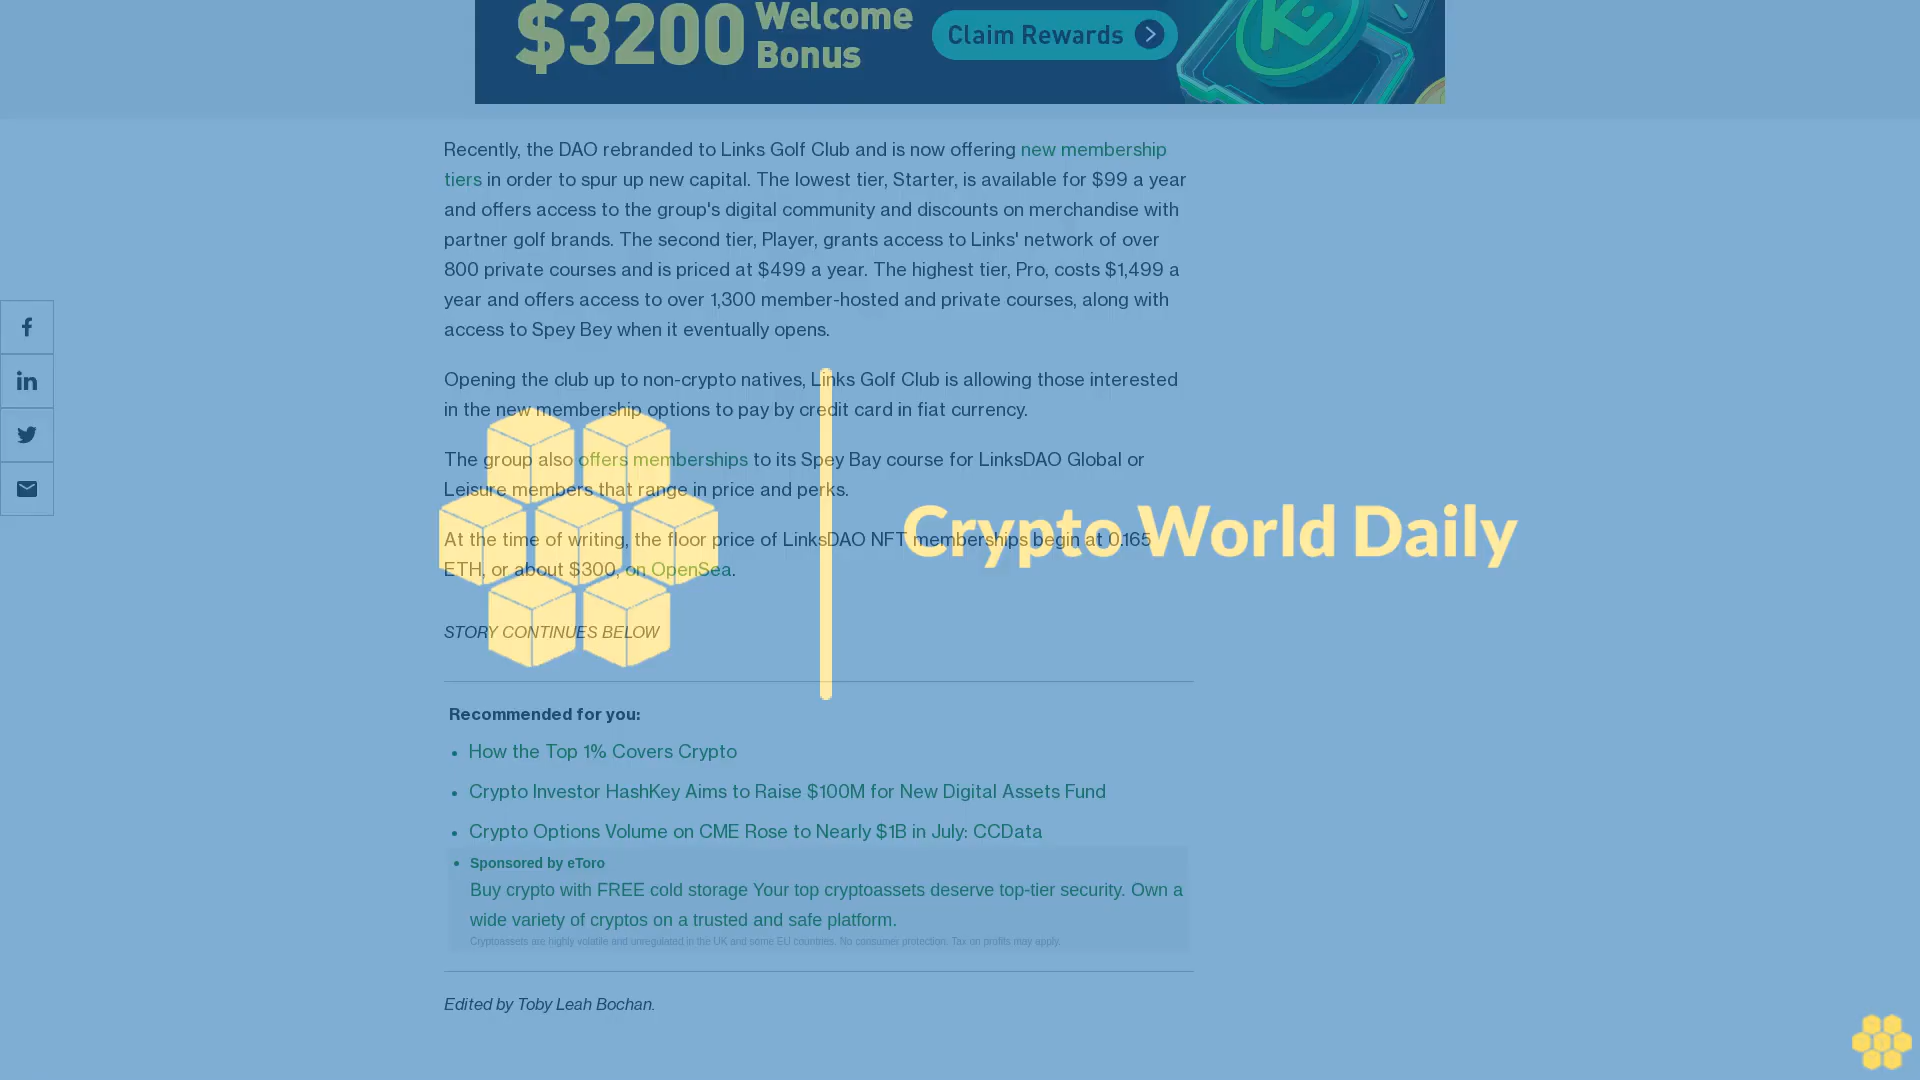 $3200 Welcome
Bonus
Claim Rewards
Recently, the DAO rebranded to Links Golf Club and is now offering new membership
tiers in order to spur up new capital. The lowest tier, Starter, is available for $99 a year
and offers access to the group's digital community and discounts on merchandise with
partner golf brands. The second tier, Player, grants access to Links' network of over
800 private courses and is priced at $499 a year. The highest tier, Pro, costs $1,499 a
year and offers access to over 1,300 member-hosted and private courses, along with
access to Spey Bey when it eventually opens.
Opening the club up to non-crypto natives, Links Golf Club is allowing those interested
in the new membership options to pay by credit card in fiat currency.
The group also offers memberships to its Spey Bay course for LinksDAO Global or
Leisure members that range in price and perks.
At the time of writing, the floor price of LinksDAO NFT memberships begin at 0.165
ETH, or about $300, on OpenSea.
Crypto World Daily
STORY CONTINUES BELOW
Recommended for you:
• How the Top 1% Covers Crypto
• Crypto Investor HashKey Aims to Raise $100M for New Digital Assets Fund
• Crypto Options Volume on CME Rose to Nearly $1B in July: CCData
• Sponsored by eToro
Buy crypto with FREE cold storage Your top cryptoassets deserve top-tier security. Own a
wide variety of cryptos on a trusted and safe platform.
Cryptoassets are highly volatile and unregulated in the UK and some EU countries. No consumer protection. Tax on profits may apply.
Edited by Toby Leah Bochan.